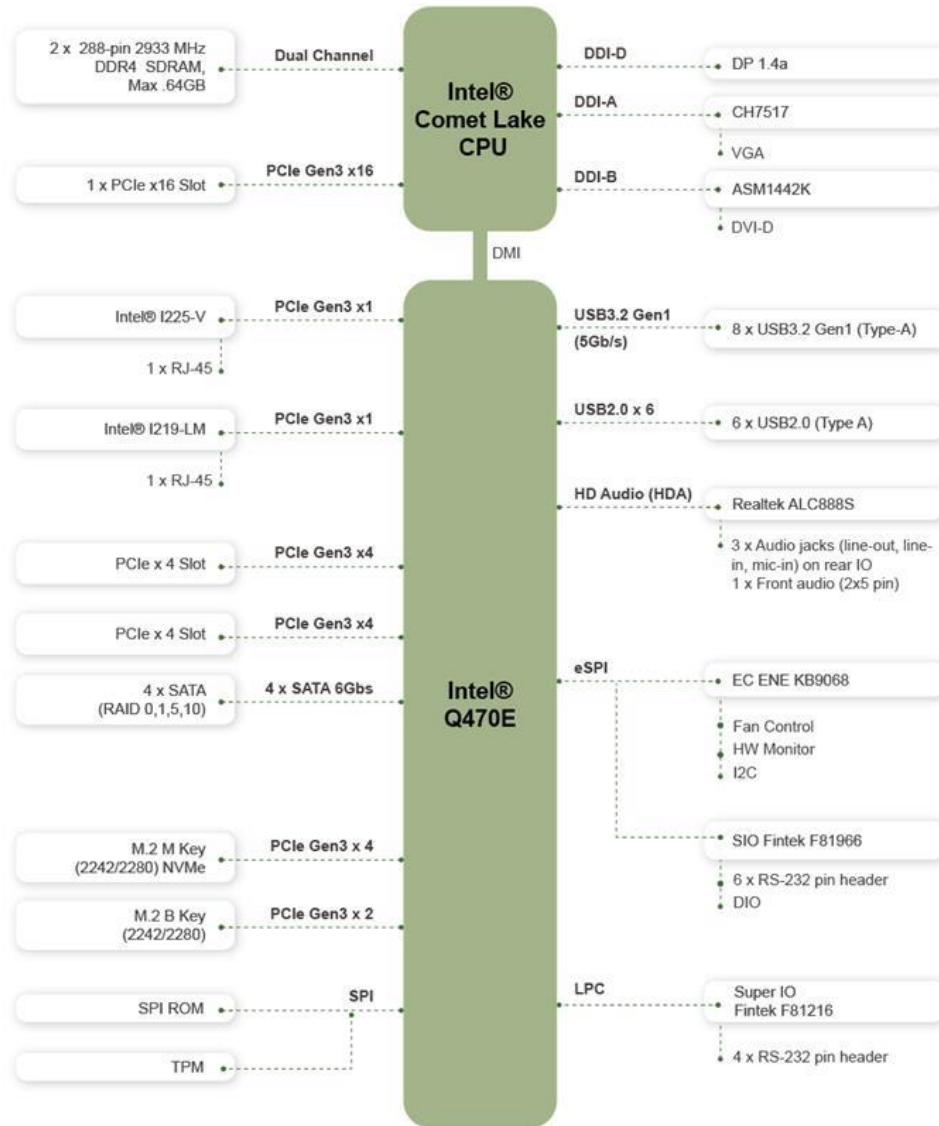 2 x 288-pin 2933 MHz
DDR4 SDRAM,
Max .64GB
Dual Channel
1 x PCIe x16 Slot
PCIe Gen3 x16
Intel®
Comet Lake
CPU
DDI-D
DP 1.4a
DDI-A
CH7517
VGA
DDI-B
ASM1442K
DVI-D
DMI
Intel® I225-V
PCIe Gen3 x1
1 x RJ-45
Intel® I219-LM
PCIe Gen3 x1
1 x RJ-45
PCIe x 4 Slot
PCIe Gen3 x4
PCIe x 4 Slot
PCIe Gen3 x4
4 x SATA
(RAID 0,1,5,10)
4 x SATA 6Gbs
M.2 M Key
(2242/2280) NVMe
PCIe Gen3 x 4
M.2 B Key
(2242/2280)
PCIe Gen3 x 2
SPI ROM
SPI
TPM
Intel®
Q470E
USB3.2 Gen1
(5Gb/s)
8 x USB3.2 Gen1 (Type-A)
USB2.0 x 6
6 x USB2.0 (Type A)
HD Audio (HDA)
Realtek ALC888S
3 x Audio jacks (line-out, line-
in, mic-in) on rear IO
1 x Front audio (2x5 pin)
eSPI
EC ENE KB9068
Fan Control
HW Monitor
I2C
SIO Fintek F81966
6 x RS-232 pin header
DIO
LPC
Super IO
Fintek F81216
4 x RS-232 pin header